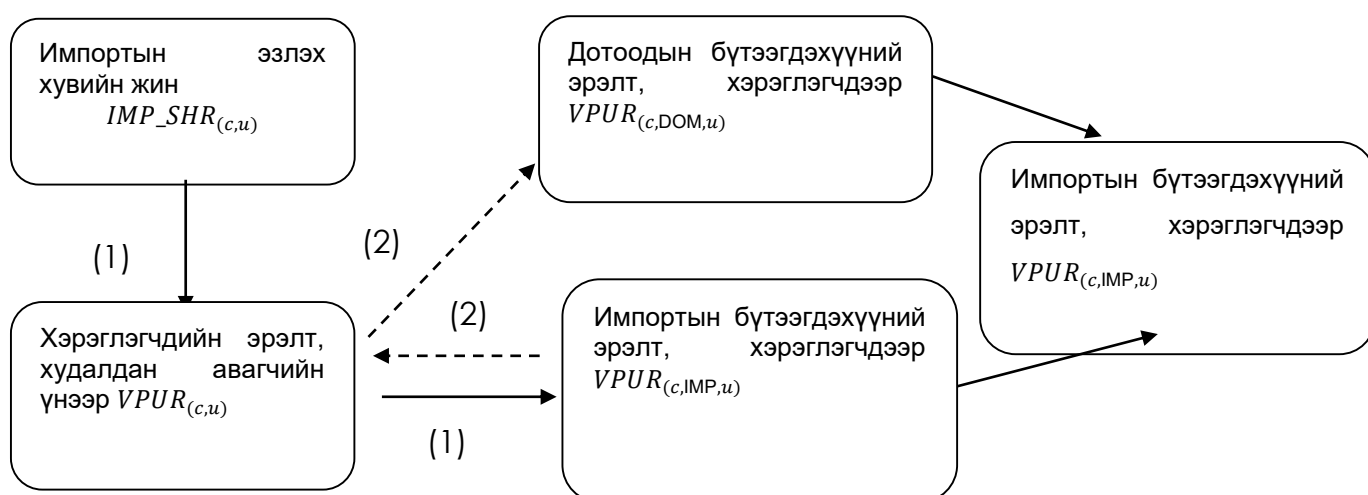 Импортын эзлэх
хувийн жин
IMP_SHR(c,u)
Дотоодын бүтээгдэхүүний
эрэлт, хэрэглэгчдээр
VPUR(c,DOM,u)
Импортын бүтээгдэхүүний
эрэлт, хэрэглэгчдээр
VPUR(c,IMP,u)
(1)
(2)
(2)
Хэрэглэгчдийн эрэлт,
худалдан авагчийн
үнээр VPUR(c,u)
Импортын бүтээгдэхүүний
эрэлт, хэрэглэгчдээр
VPUR(c,IMP,u)
(1)